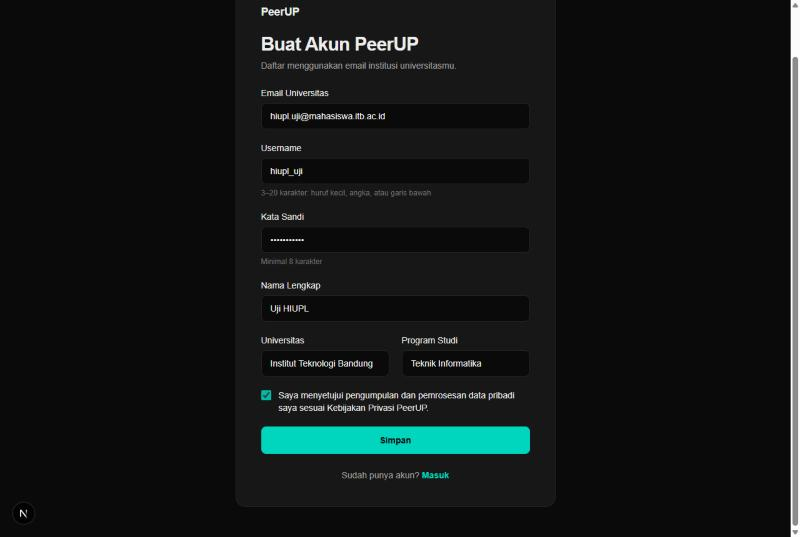 PeerUP
Buat Akun PeerUP
Daftar menggunakan email institusi universitasmu.
Email Universitas
hiupl.uji@mahasiswa.itb.ac.id
Username
hiupl_uji
3–20 karakter: huruf kecil, angka, atau garis bawah
Kata Sandi
•••••••••••
Minimal 8 karakter
Nama Lengkap
Uji HIUPL
Universitas
Program Studi
Institut Teknologi Bandung
Teknik Informatika
Saya menyetujui pengumpulan dan pemrosesan data pribadi
saya sesuai Kebijakan Privasi PeerUP.
Simpan
Sudah punya akun? Masuk
N